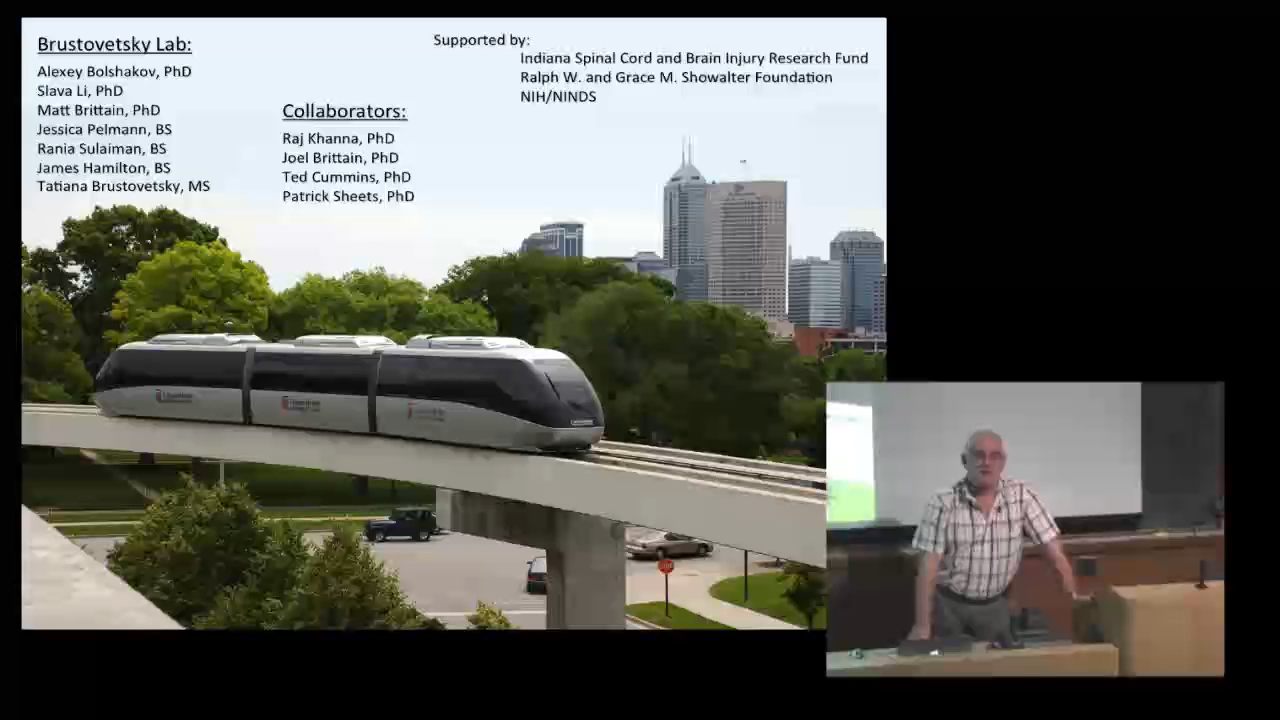 Brustovetsky Lab:
Alexey Bolshakov, PhD
Slava Li, PhD
Matt Brittain, PhD
Jessica Pelmann, BS
Rania Sulaiman, BS
James Hamilton, BS
Tatiana Brustovetsky, MS
Collaborators:
Raj Khanna, PhD
Joel Brittain, PhD
Ted Cummins, PhD
Patrick Sheets, PhD
Supported by:
Indiana Spinal Cord and Brain Injury Research Fund
Ralph W. and Grace M. Showalter Foundation
NIH/NINDS